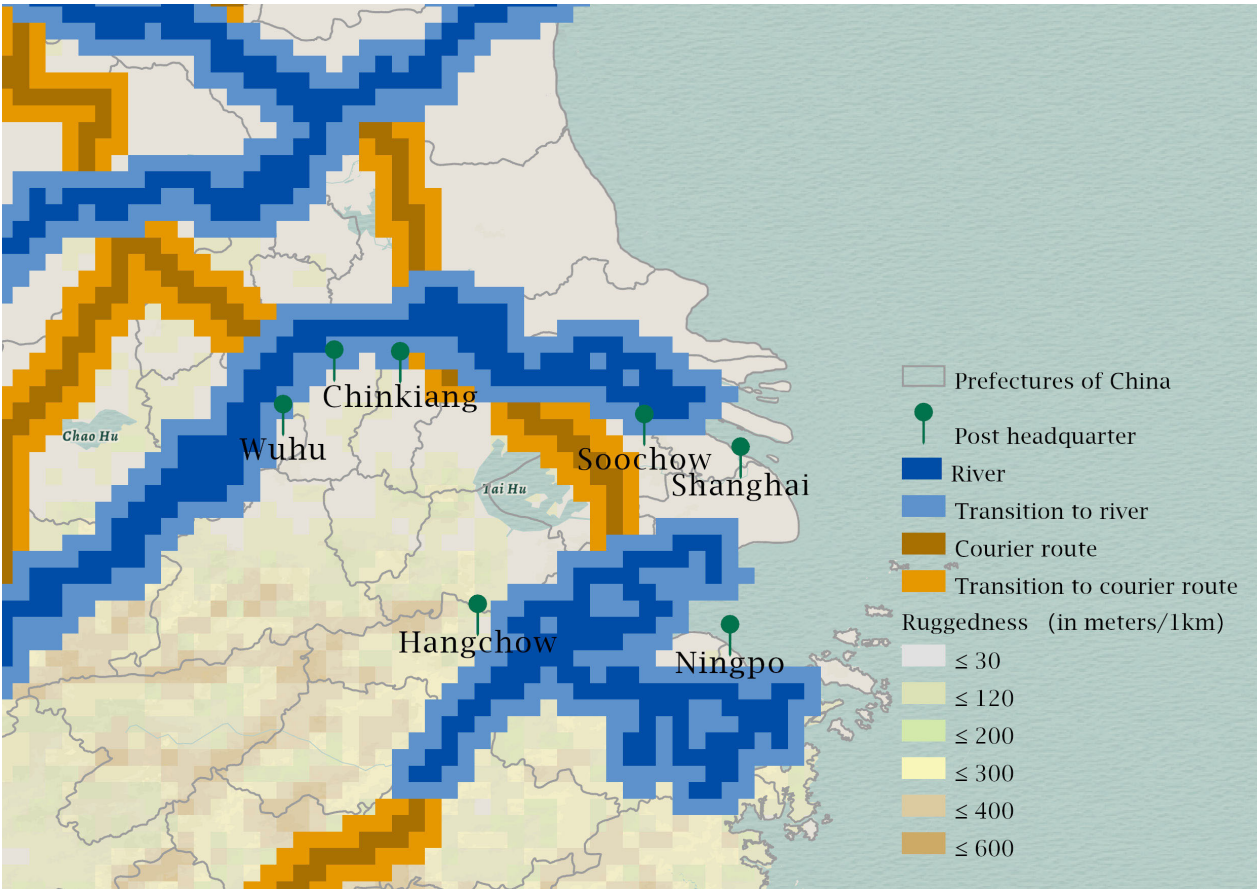 Chinkiang
Wuhu
Chao Hu
Tai Hu
Soochow
Shanghai
Hangchow
Ningpo
Prefectures of China
Post headquarter
River
Transition to river
Courier route
Transition to courier route
Ruggedness (in meters/1km)
≤ 30
≤ 120
≤ 200
≤ 300
≤ 400
≤ 600